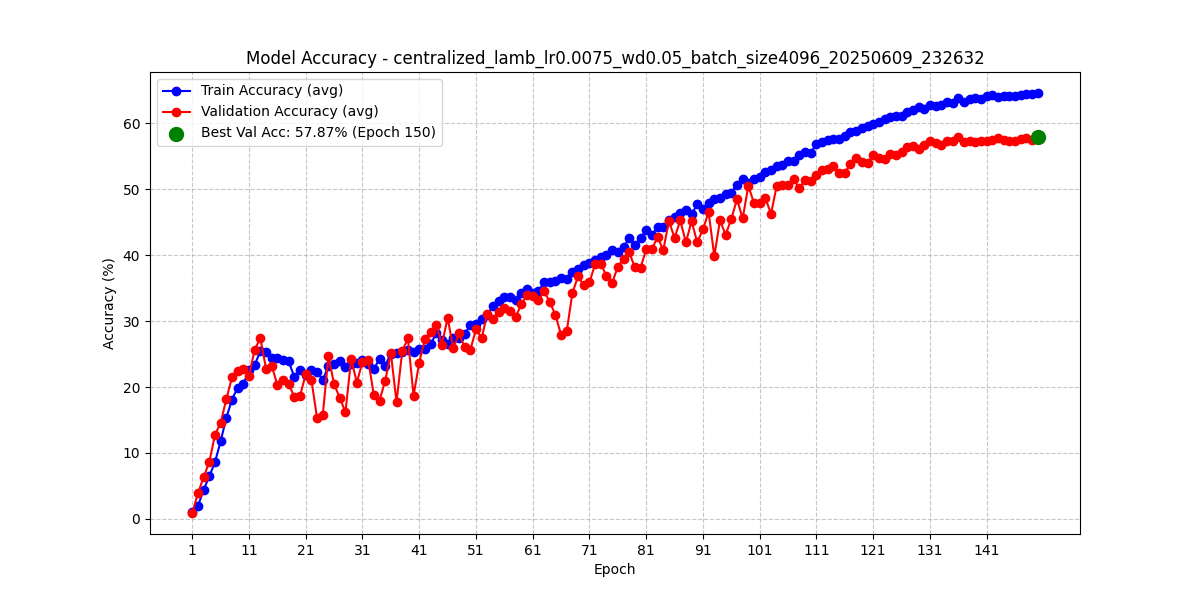 Model Accuracy - centralized_lamb_lr0.0075_wd0.05_batch_size4096_20250609_232632
Train Accuracy (avg)
Validation Accuracy (avg)
Best Val Acc: 57.87% (Epoch 150)
Accuracy (%)
60
50
40
30
20
10
0
1 11 21 31 41 51 61 71 81 91 101 111 121 131 141
Epoch